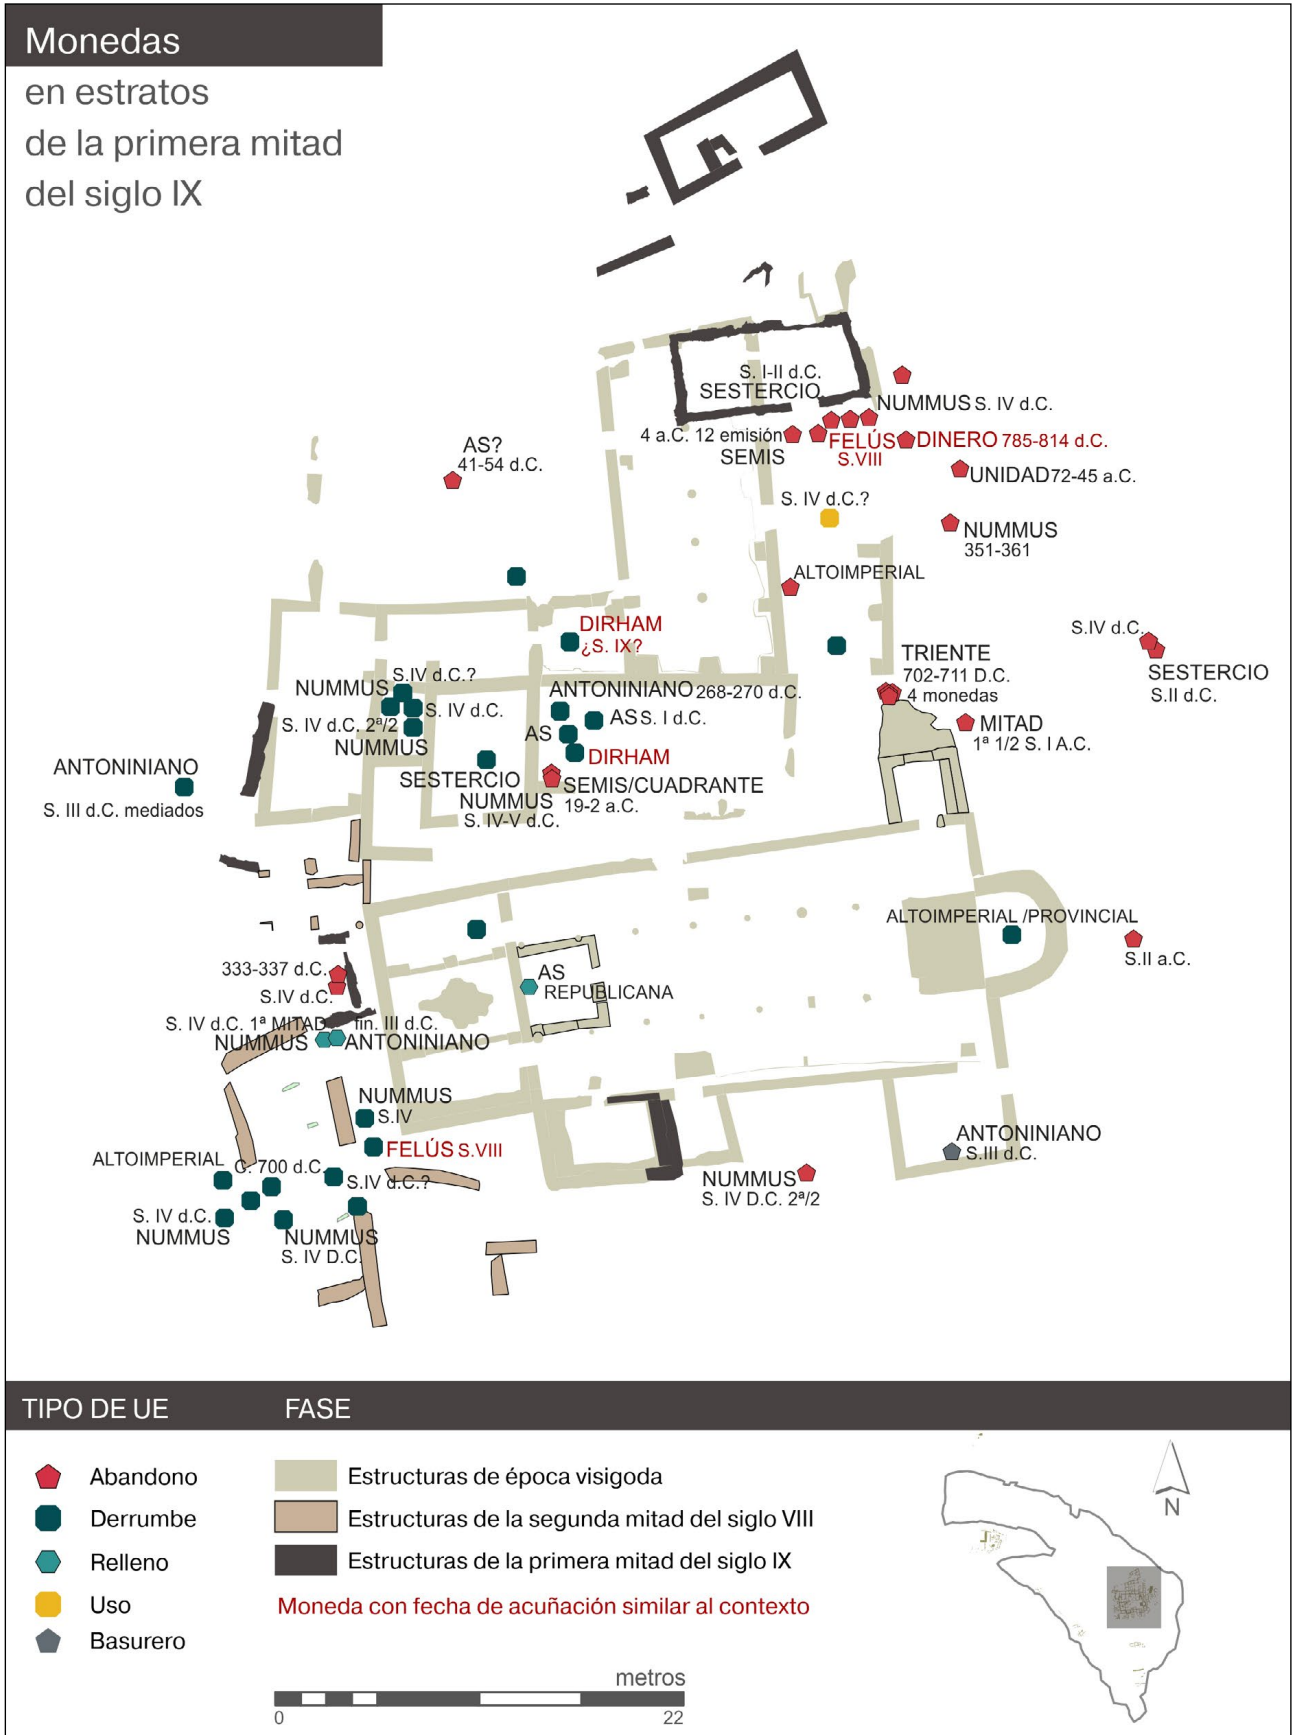 Monedas
en estratos
de la primera mitad
del siglo IX
S. I-II d.C.
SESTERCIO
NUMMUS S. IV d.C.
4 a.C. 12 emisión
SEMIS
FELÚS
S.VIII
DINERO 785-814 d.C.
AS?
41-54 d.C.
UNIDAD 72-45 a.C.
S. IV d.C.?
NUMMUS
351-361
ALTOIMPERIAL
DIRHAM
¿S. IX?
S.IV d.C.
SESTERCIO
S.II d.C.
TRIENTE
702-711 D.C.
4 monedas
MITAD
1ª 1/2 S. I A.C.
S.IV d.C.?
NUMMUS
S. IV d.C.
S. IV d.C. 2ª/2
NUMMUS
ANTONINIANO 268-270 d.C.
AS S. I d.C.
AS
DIRHAM
SESTERCIO
SEMIS/CUADRANTE
19-2 a.C.
NUMMUS
S. IV-V d.C.
ANTONINIANO
S. III d.C. mediados
ALTOIMPERIAL /PROVINCIAL
S.II a.C.
333-337 d.C.
S.IV d.C.
AS
REPUBLICANA
S. IV d.C. 1ª MITAD
NUMMUS
fin. III d.C.
ANTONINIANO
NUMMUS
S.IV
FELÚS S.VIII
ALTOIMPERIAL
C. 700 d.C.
S.IV d.C.?
S. IV d.C.
NUMMUS
NUMMUS
S. IV D.C.
NUMMUS
S. IV D.C. 2ª/2
ANTONINIANO
S.III d.C.
TIPO DE UE
Abandono
Derrumbe
Relleno
Uso
Basurero
FASE
Estructuras de época visigoda
Estructuras de la segunda mitad del siglo VIII
Estructuras de la primera mitad del siglo IX
Moneda con fecha de acuñación similar al contexto
metros
0 22
N